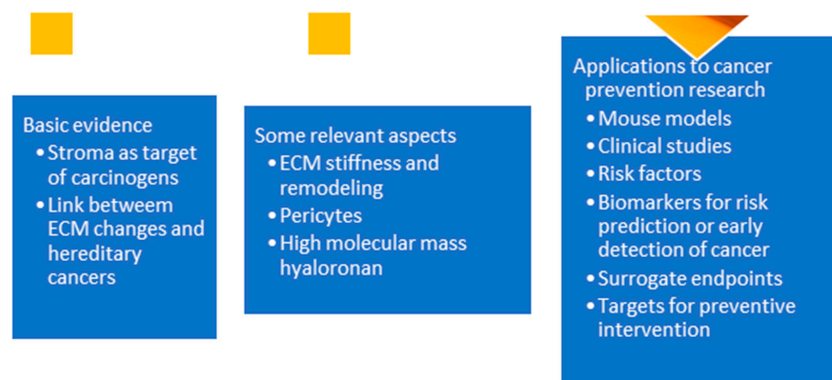 Basic evidence
• Stroma as target
of carcinogens
• Link betweem
ECM changes and
hereditary
cancers
Some relevant aspects
• ECM stiffness and
remodeling
• Pericytes
• High molecular mass
hyaloronan
Applications to cancer
prevention research
• Mouse models
• Clinical studies
• Risk factors
• Biomarkers for risk
prediction or early
detection of cancer
• Surrogate endpoints
• Targets for preventive
intervention